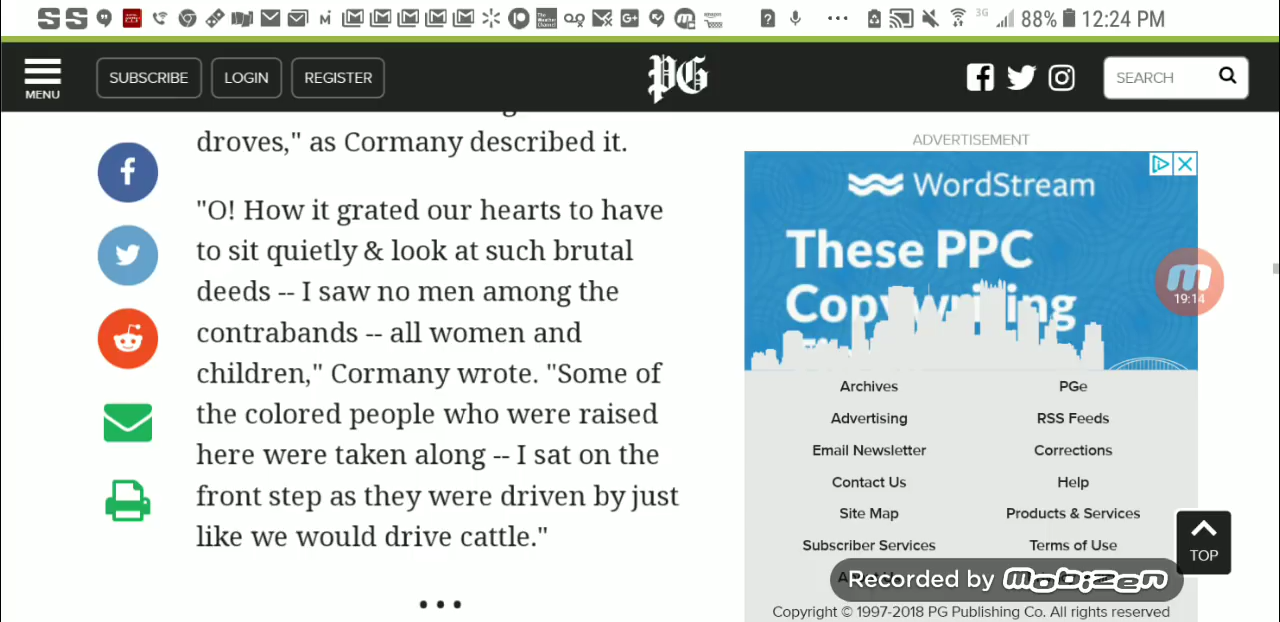 3G 88% 12:24 PM
MENU
SUBSCRIBE LOGIN REGISTER
PG
SEARCH
droves," as Cormany described it.
"O! How it grated our hearts to have
to sit quietly & look at such brutal
deeds -- I saw no men among the
contrabands -- all women and
children," Cormany wrote. "Some of
the colored people who were raised
here were taken along -- I sat on the
front step as they were driven by just
like we would drive cattle."
•••
ADVERTISEMENT
WordStream
These PPC
Copywriting
19:14
Archives PGe
Advertising RSS Feeds
Email Newsletter Corrections
Contact Us Help
Site Map Products & Services
Subscriber Services Terms of Use
TOP
Recorded by mobizen
Copyright © 1997-2018 PG Publishing Co. All rights reserved